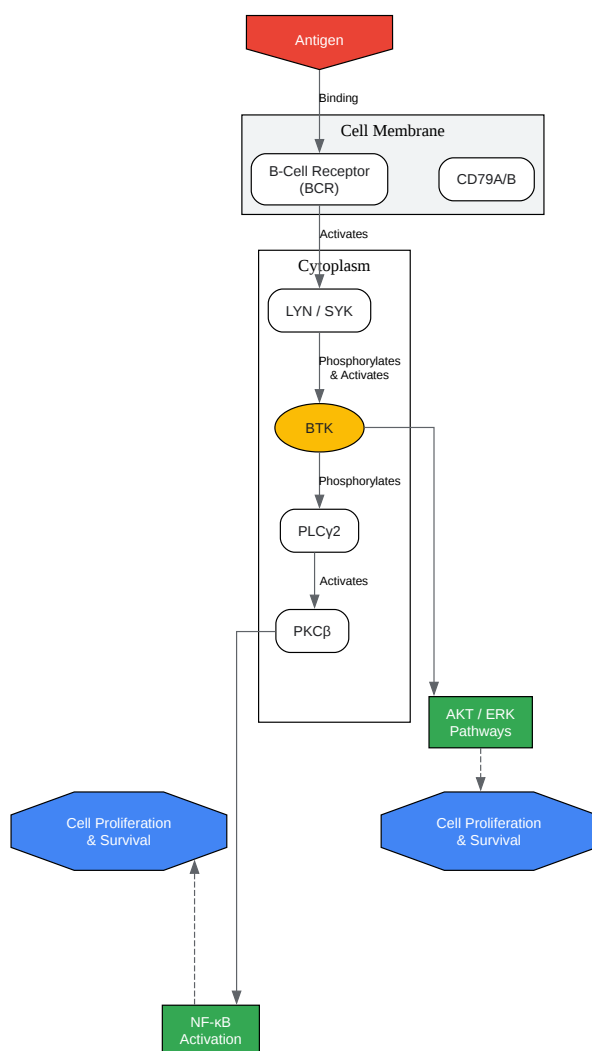 Antigen
Binding
Cell Membrane
B-Cell Receptor
(BCR)
CD79A/B
Activates
Cytoplasm
LYN / SYK
Phosphorylates
& Activates
BTK
Phosphorylates
PLCγ2
Activates
PKCβ
AKT / ERK
Pathways
Cell Proliferation
& Survival
Cell Proliferation
& Survival
NF-κB
Activation